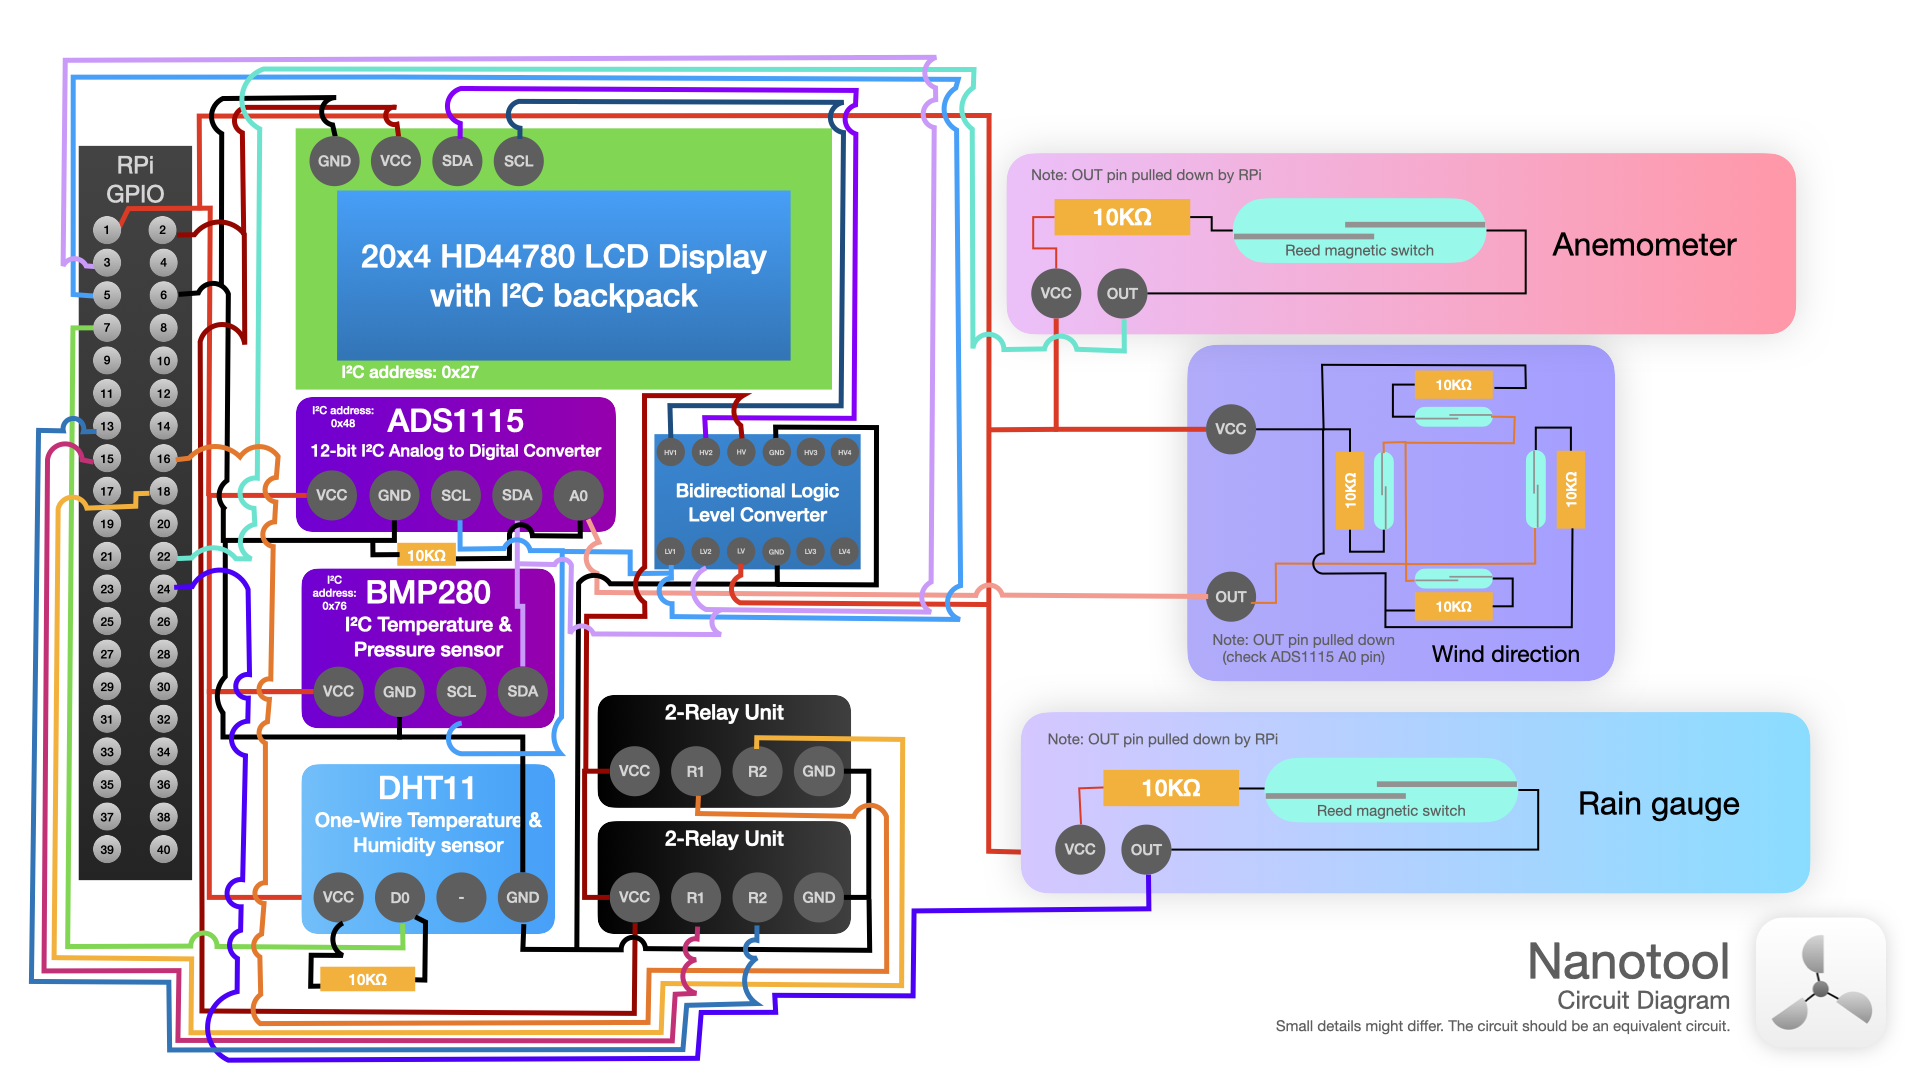 RPi
GPIO
1 2
3 4
5 6
7 8
9 10
11 12
13 14
15 16
17 18
19 20
21 22
23 24
25 26
27 28
29 30
31 32
33 34
35 36
37 38
39 40
GND VCC SDA SCL
20x4 HD44780 LCD Display
with I²C backpack
I²C address: 0x27
I²C address:
0x48
ADS1115
12-bit I²C Analog to Digital Converter
VCC GND SCL SDA A0
10KΩ
I²C
address:
0x76
BMP280
I²C Temperature &
Pressure sensor
VCC GND SCL SDA
DHT11
One-Wire Temperature &
Humidity sensor
VCC D0 - GND
10KΩ
HV1 HV2 HV GND HV3 HV4
Bidirectional Logic
Level Converter
LV1 LV2 LV GND LV3 LV4
2-Relay Unit
VCC R1 R2 GND
2-Relay Unit
VCC R1 R2 GND
Note: OUT pin pulled down by RPi
10KΩ
Reed magnetic switch
VCC OUT
Anemometer
VCC
10KΩ
10KΩ
10KΩ
10KΩ
OUT
Note: OUT pin pulled down
(check ADS1115 A0 pin)
Wind direction
Note: OUT pin pulled down by RPi
10KΩ
Reed magnetic switch
VCC OUT
Rain gauge
Nanotool
Circuit Diagram
Small details might differ. The circuit should be an equivalent circuit.